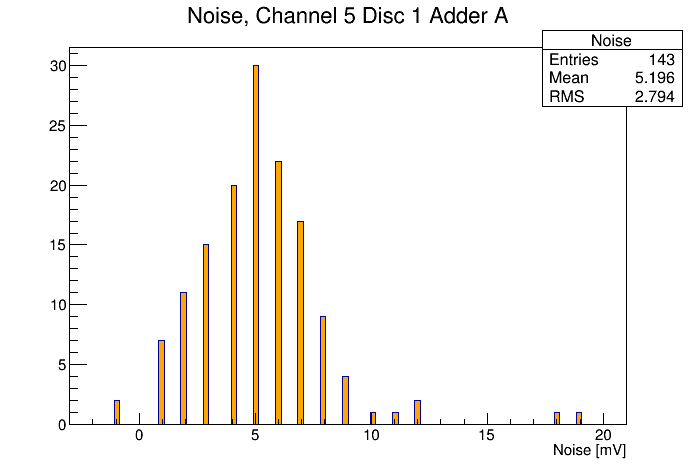 Noise, Channel 5 Disc 1 Adder A
Noise
Entries 143
Mean 5.196
RMS 2.794
30
25
20
15
10
5
0
0 5 10 15 20
Noise [mV]